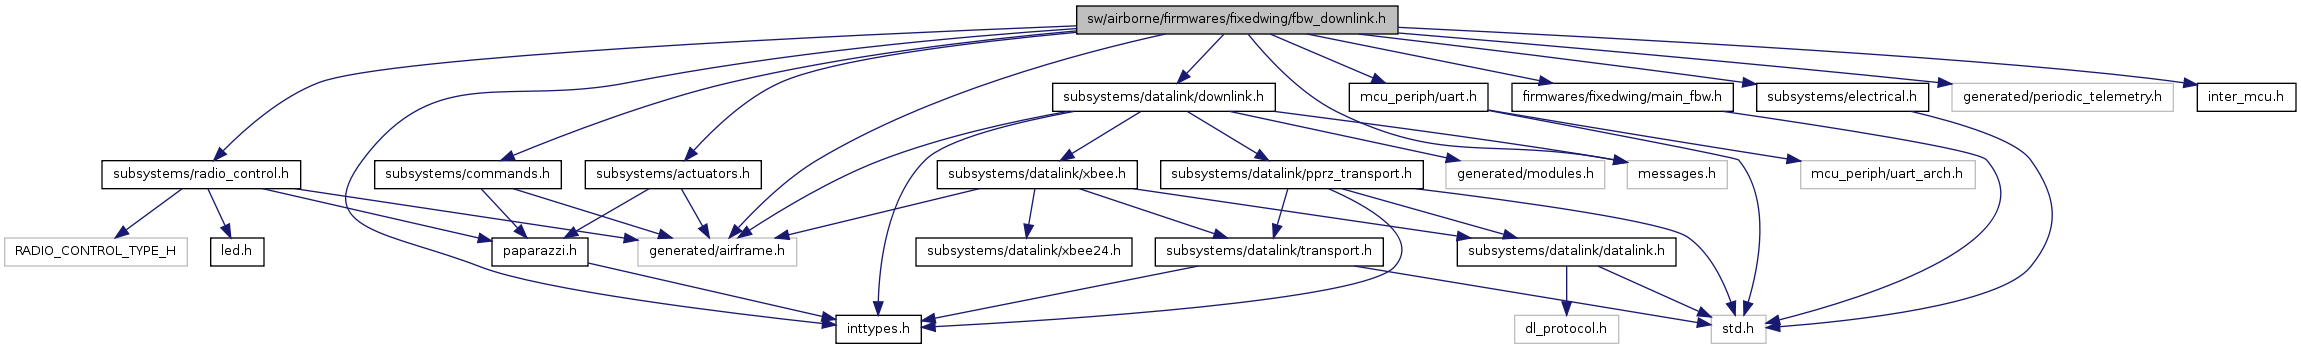 sw/airborne/firmwares/fixedwing/fbw_downlink.h
subsystems/datalink/downlink.h
mcu_periph/uart.h
firmwares/fixedwing/main_fbw.h
subsystems/electrical.h
generated/periodic_telemetry.h
inter_mcu.h
subsystems/radio_control.h
subsystems/commands.h
subsystems/actuators.h
subsystems/datalink/xbee.h
subsystems/datalink/pprz_transport.h
generated/modules.h
messages.h
mcu_periph/uart_arch.h
RADIO_CONTROL_TYPE_H
led.h
paparazzi.h
generated/airframe.h
subsystems/datalink/xbee24.h
subsystems/datalink/transport.h
subsystems/datalink/datalink.h
inttypes.h
dl_protocol.h
std.h